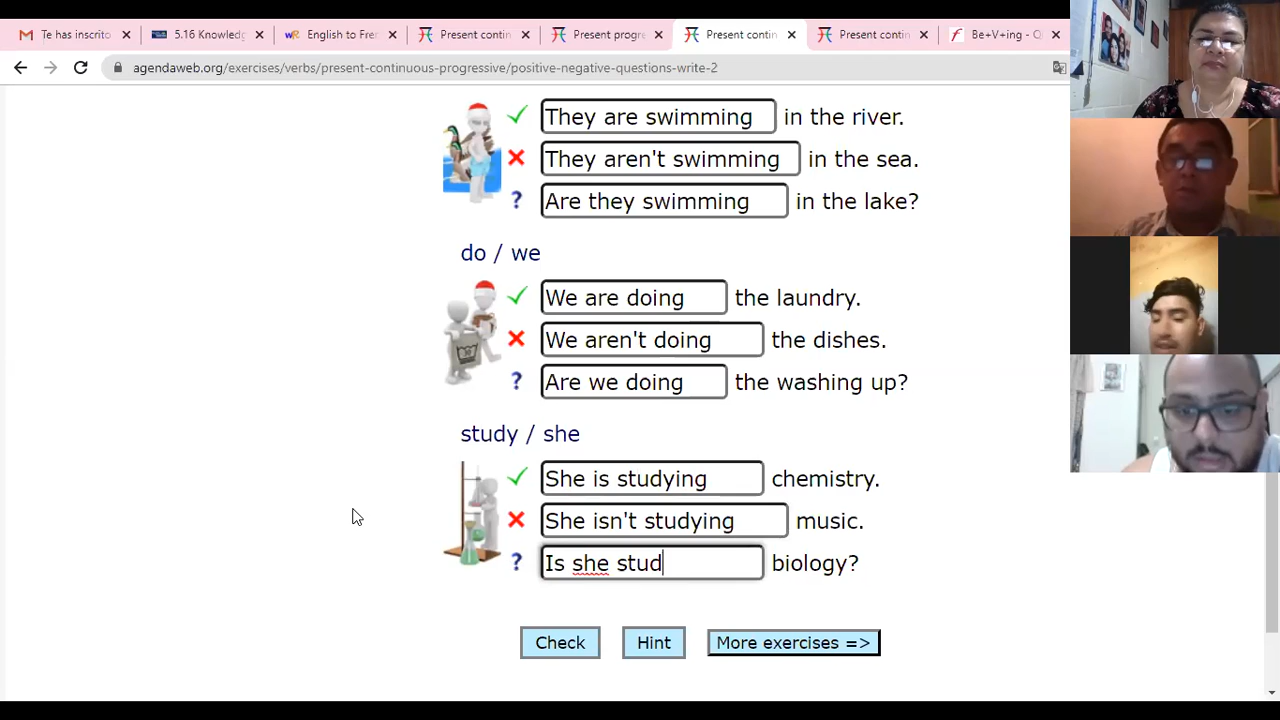 Te has inscrito
5.16 Knowledg
English to Fren
Present contin
Present progre
Present contin
Present contin
Be+V+ing - Q
agendaweb.org/exercises/verbs/present-continuous-progressive/positive-negative-questions-write-2
They are swimming in the river.
They aren't swimming in the sea.
? Are they swimming in the lake?
do / we
We are doing the laundry.
We aren't doing the dishes.
? Are we doing the washing up?
study / she
She is studying chemistry.
She isn't studying music.
? Is she stud biology?
Check Hint More exercises =>